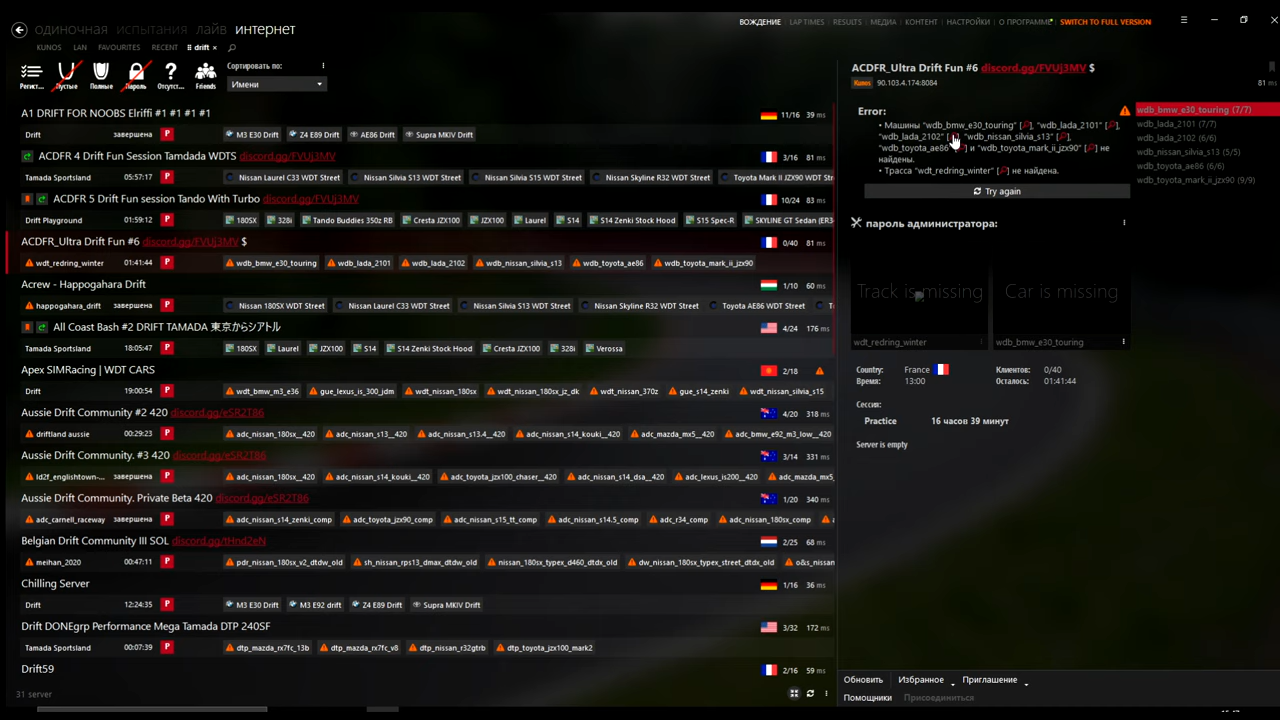 одиночная испытания лайв интернет
ВОЖДЕНИЕ LAP TIMES RESULTS МЕДИА КОНТЕНТ НАСТРОЙКИ О ПРОГРАММЕ SWITCH TO FULL VERSION
KUNOS LAN FAVOURITES RECENT drift ×
Регист... Пустые Полные Пароль Отсутст... Friends
Сортировать по:
Имени
A1 DRIFT FOR NOOBS Elriffi #1 #1 #1 #1 11/16 39 ms
Drift завершена P M3 E30 Drift Z4 E89 Drift AE86 Drift Supra MKIV Drift
ACDFR 4 Drift Fun Session Tamdada WDTS discord.gg/FVUj3MV 3/16 81 ms
Tamada Sportsland 05:57:17 P Nissan Laurel C33 WDT Street Nissan Silvia S13 WDT Street Nissan Silvia S15 WDT Street Nissan Skyline R32 WDT Street Toyota Mark II JZX90 WDT
ACDFR 5 Drift Fun session Tando With Turbo discord.gg/FVUj3MV 10/24 83 ms
Drift Playground 01:59:12 P 180SX 328i Tando Buddies 350z RB Cresta JZX100 JZX100 Laurel S14 S14 Zenki Stock Hood S15 Spec-R SKYLINE GT Sedan (ER3
ACDFR_Ultra Drift Fun #6 discord.gg/FVUj3MV $ 0/40 81 ms
wdt_redring_winter 01:41:44 P wdb_bmw_e30_touring wdb_lada_2101 wdb_lada_2102 wdb_nissan_silvia_s13 wdb_toyota_ae86 wdb_toyota_mark_ii_jzx90
Acrew - Happogahara Drift 1/10 60 ms
happogahara_drift завершена P Nissan 180SX WDT Street Nissan Laurel C33 WDT Street Nissan Silvia S13 WDT Street Nissan Skyline R32 WDT Street Toyota AE86 WDT Street
All Coast Bash #2 DRIFT TAMADA 東京からシアトル 4/24 176 ms
Tamada Sportsland 18:05:47 P 180SX Laurel JZX100 S14 S14 Zenki Stock Hood Cresta JZX100 328i Verossa
Apex SIMRacing | WDT CARS 2/18
Drift 19:00:54 P wdt_bmw_m3_e36 gue_lexus_is_300_jdm wdt_nissan_180sx wdt_nissan_jz_dk wdt_nissan_370z gue_s14_zenki wdt_nissan_silvia_s15
Aussie Drift Community #2 420 discord.gg/eSR2T86 4/20 318 ms
driftland aussie 00:29:23 P adc_nissan_180sx__420 adc_nissan_s13__420 adc_nissan_s13.4__420 adc_nissan_s14_kouki__420 adc_mazda_mx5__420 adc_bmw_e92_m3_low__420
Aussie Drift Community. #3 420 discord.gg/eSR2T86 3/14 331 ms
ld2f_englishtown-... 00:47:11 P adc_nissan_180sx__420 adc_nissan_s14_kouki__420 adc_toyota_jzx100_chaser__420 adc_nissan_s14_dsa__420 adc_lexus_is200__420 adc_mazda_mx5
Aussie Drift Community. Private Beta 420 discord.gg/eSR2T86 1/20 340 ms
adc_carnell_raceway завершена P adc_nissan_s14_zenki_comp adc_toyota_jzx90_comp adc_nissan_s15_tt_comp adc_nissan_s14.5_comp adc_r34_comp adc_nissan_180sx_comp
Belgian Drift Community III SOL discord.gg/tHnd2eN 2/25 68 ms
meihan_2020 00:47:11 P pdr_nissan_180sx_v2_dtdw_old sh_nissan_rps13_dmax_dtdw_old nissan_180sx_typex_d460_dtdx_old dw_nissan_180sx_typex_street_dtdx_old o&s_nissan
Chilling Server 1/16 36 ms
Drift 12:24:35 P M3 E30 Drift M3 E92 drift Z4 E89 Drift Supra MKIV Drift
Drift DONEgrp Performance Mega Tamada DTP 240SF 3/32 172 ms
Tamada Sportsland 00:07:39 P dtp_mazda_rx7fc_13b dtp_mazda_rx7fc_v8 dtp_nissan_r32gtrb dtp_toyota_jzx100_mark2
Drift59 2/16 59 ms
31 server
ACDFR_Ultra Drift Fun #6 discord.gg/FVUj3MV $
Kunos 90.103.4.174:8084 81 ms
Error:
• Машины "wdb_bmw_e30_touring" [], "wdb_lada_2101" [],
"wdb_lada_2102" [], "wdb_nissan_silvia_s13" [],
"wdb_toyota_ae86" [] и "wdb_toyota_mark_ii_jzx90" [] не
найдены.
• Трасса "wdt_redring_winter" [] не найдена.
Try again
wdb_bmw_e30_touring (7/7)
wdb_lada_2101 (7/7)
wdb_lada_2102 (6/6)
wdb_nissan_silvia_s13 (5/5)
wdb_toyota_ae86 (6/6)
wdb_toyota_mark_ii_jzx90 (9/9)
пароль администратора:
Track is missing Car is missing
wdt_redring_winter wdb_bmw_e30_touring
Country: France Клиентов: 0/40
Время: 13:00 Осталось: 01:41:44
Сессия:
Practice 16 часов 39 минут
Server is empty
Обновить Избранное Приглашение
Помощники Присоединиться